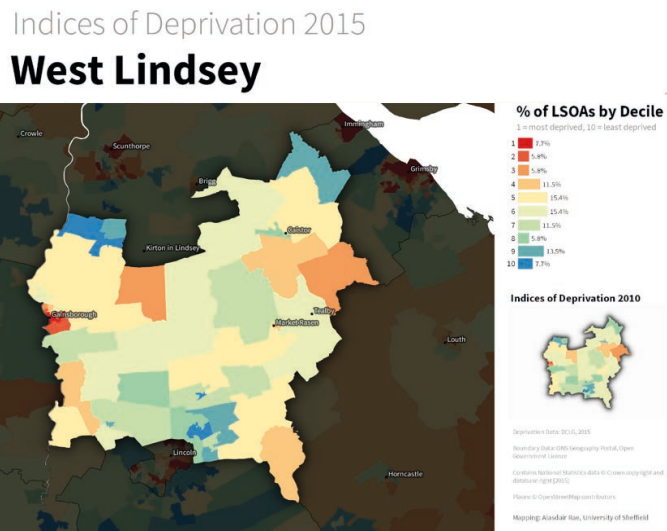 Indices of Deprivation 2015
West Lindsey
Crowle
Scunthorpe
Immingham
Grimsby
Brigg
Caistor
Kirton in Lindsey
Gainsborough
Tealby
Market Rasen
Louth
Lincoln
Horncastle
% of LSOAs by Decile
1 = most deprived, 10 = least deprived
1 7.7%
2 5.8%
3 5.8%
4 11.5%
5 15.4%
6 15.4%
7 11.5%
8 5.8%
9 13.5%
10 7.7%
Indices of Deprivation 2010
Deprivation Data: DCLG, 2015
Boundary Data: ONS Geography Portal, Open
Government Licence
Contains National Statistics data © Crown copyright and
database right [2015]
Places © OpenStreetMap contributors
Mapping: Alasdair Rae, University of Sheffield